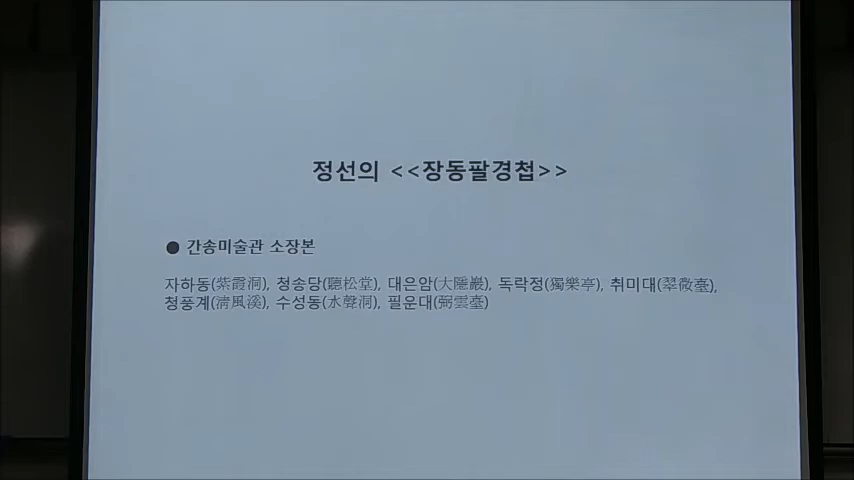 정선의 <<장동팔경첩>>
● 간송미술관 소장본
자하동(紫霞洞), 청송당(聽松堂), 대은암(大隱巖), 독락정(獨樂亭), 취미대(翠微臺),
청풍계(淸風溪), 수성동(水聲洞), 필운대(弼雲臺)